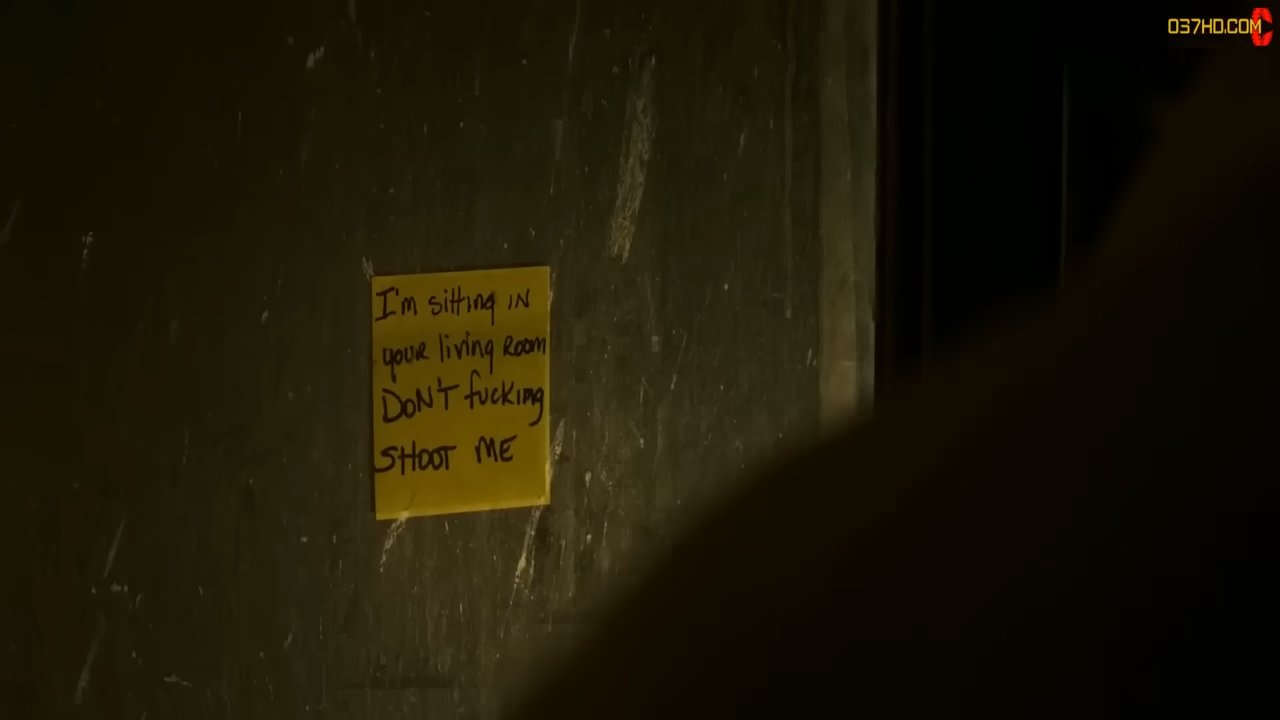 037HD.COM
I'm sitting IN
your living Room
DON'T fucking
SHOOT ME